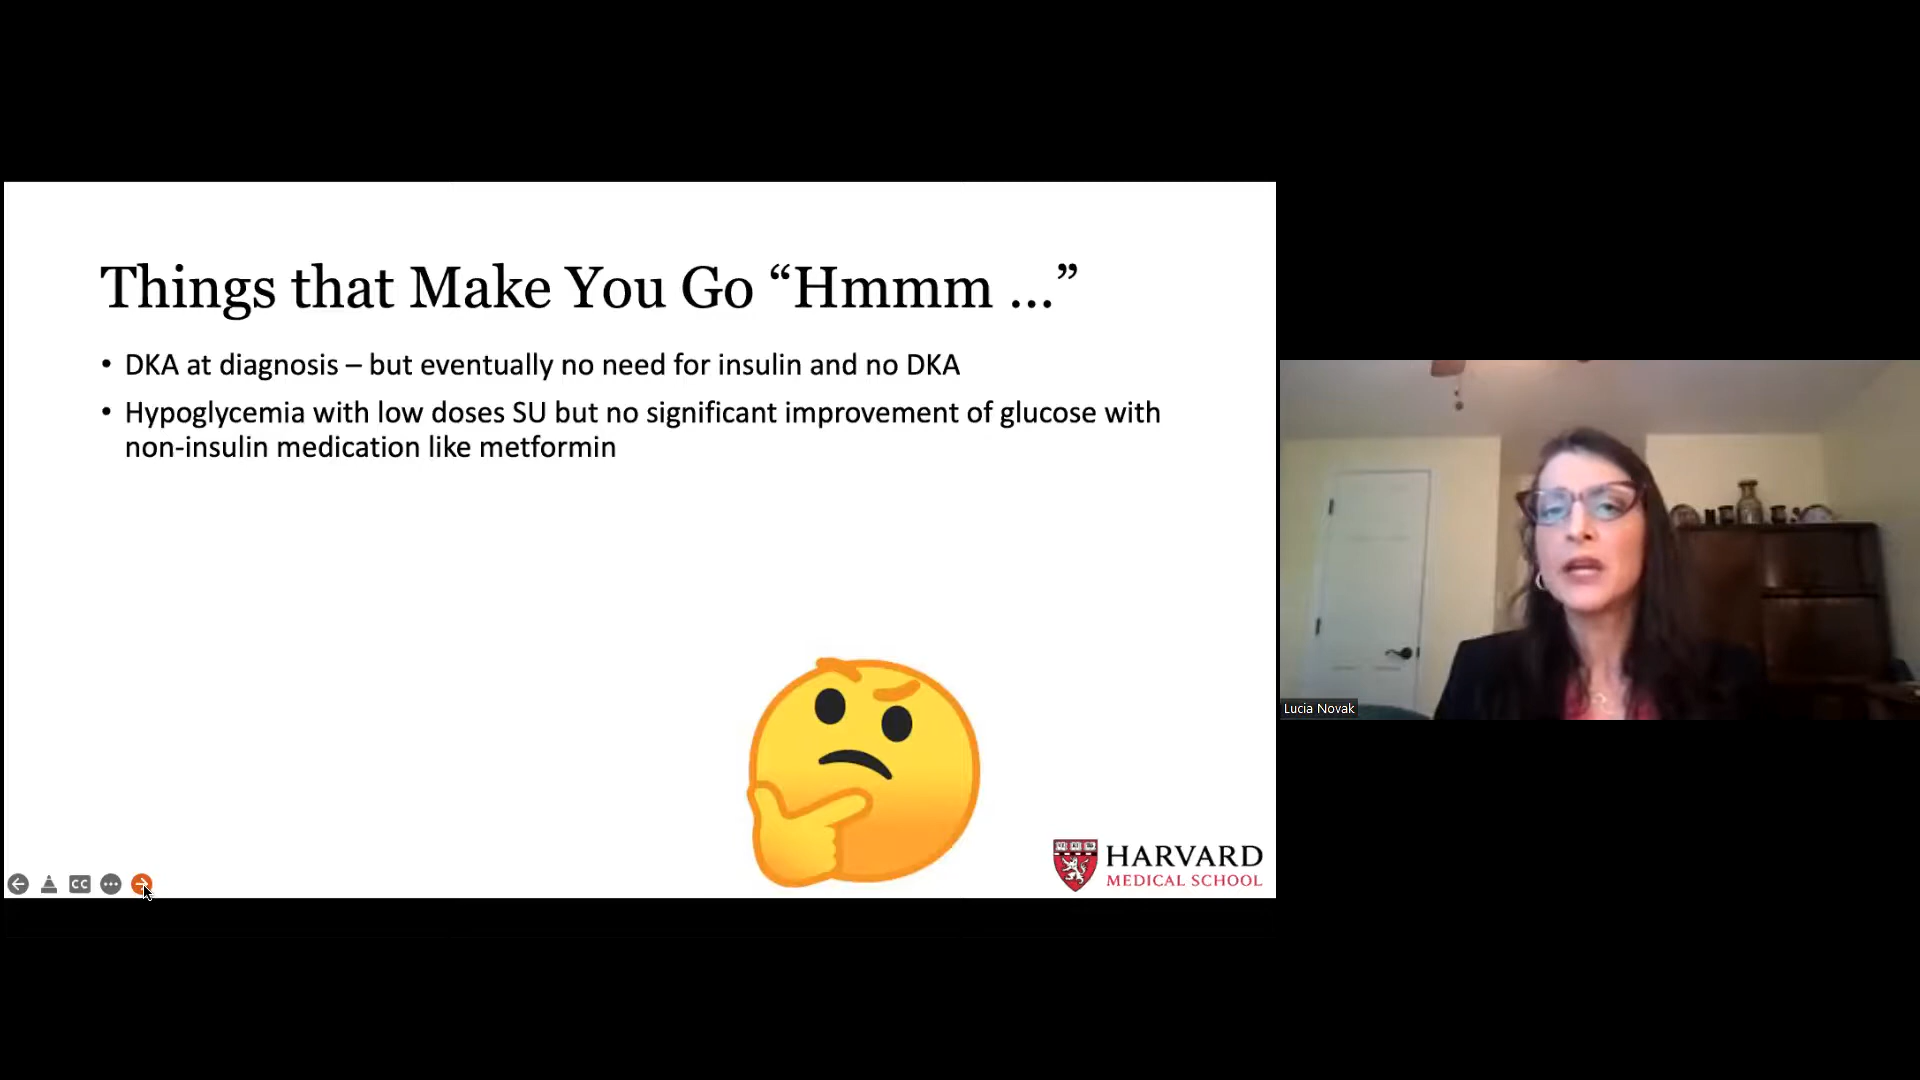 Things that Make You Go “Hmmm ...”
• DKA at diagnosis – but eventually no need for insulin and no DKA
• Hypoglycemia with low doses SU but no significant improvement of glucose with
non-insulin medication like metformin
HARVARD
MEDICAL SCHOOL
CC
Lucia Novak